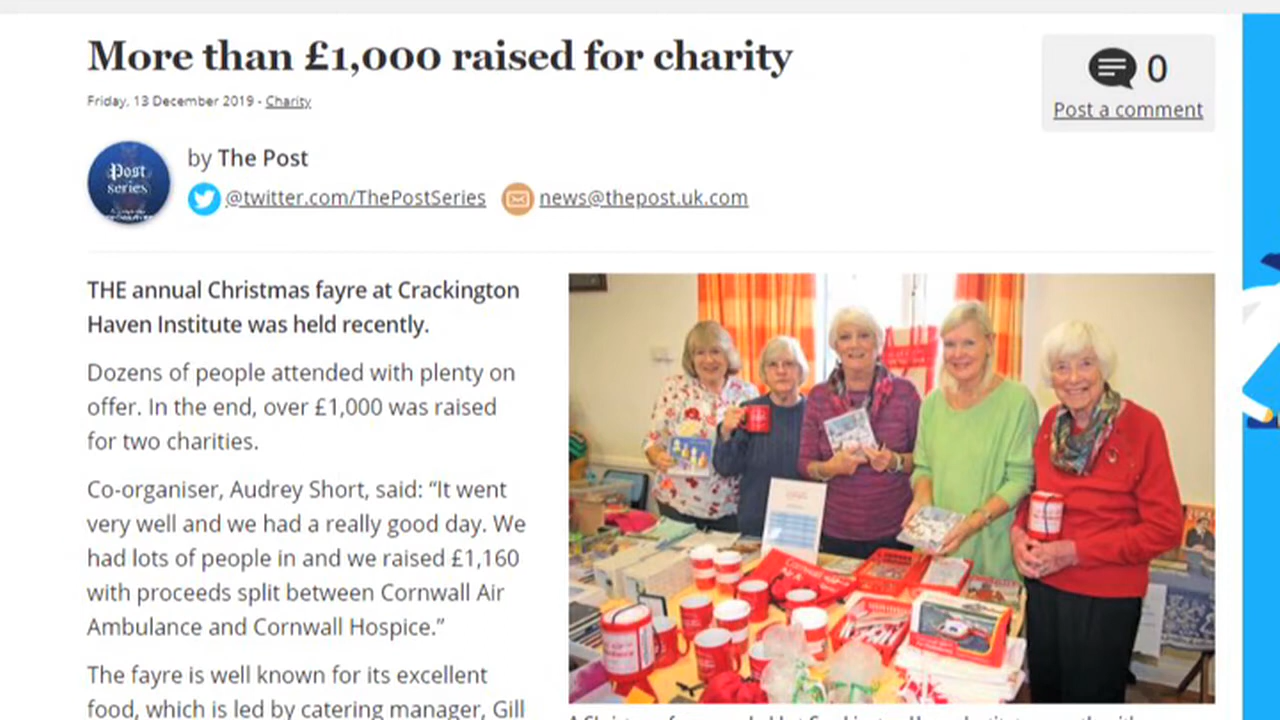 More than £1,000 raised for charity
Friday, 13 December 2019 - Charity
0
Post a comment
Post
series
by The Post
@twitter.com/ThePostSeries
news@thepost.uk.com
THE annual Christmas fayre at Crackington
Haven Institute was held recently.
Dozens of people attended with plenty on
offer. In the end, over £1,000 was raised
for two charities.
Co-organiser, Audrey Short, said: “It went
very well and we had a really good day. We
had lots of people in and we raised £1,160
with proceeds split between Cornwall Air
Ambulance and Cornwall Hospice.”
The fayre is well known for its excellent
food, which is led by catering manager, Gill